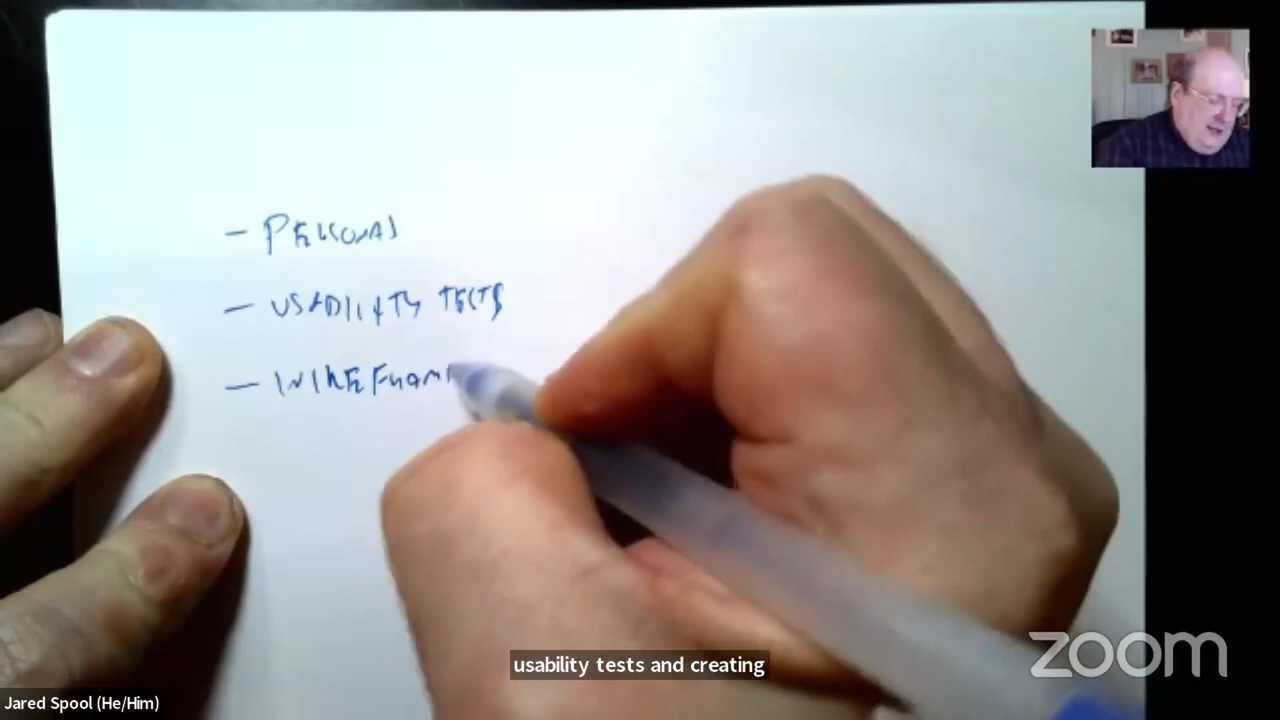 - PERSONAS
- USABILITY TESTS
- WIREFRAM
usability tests and creating
zoom
Jared Spool (He/Him)